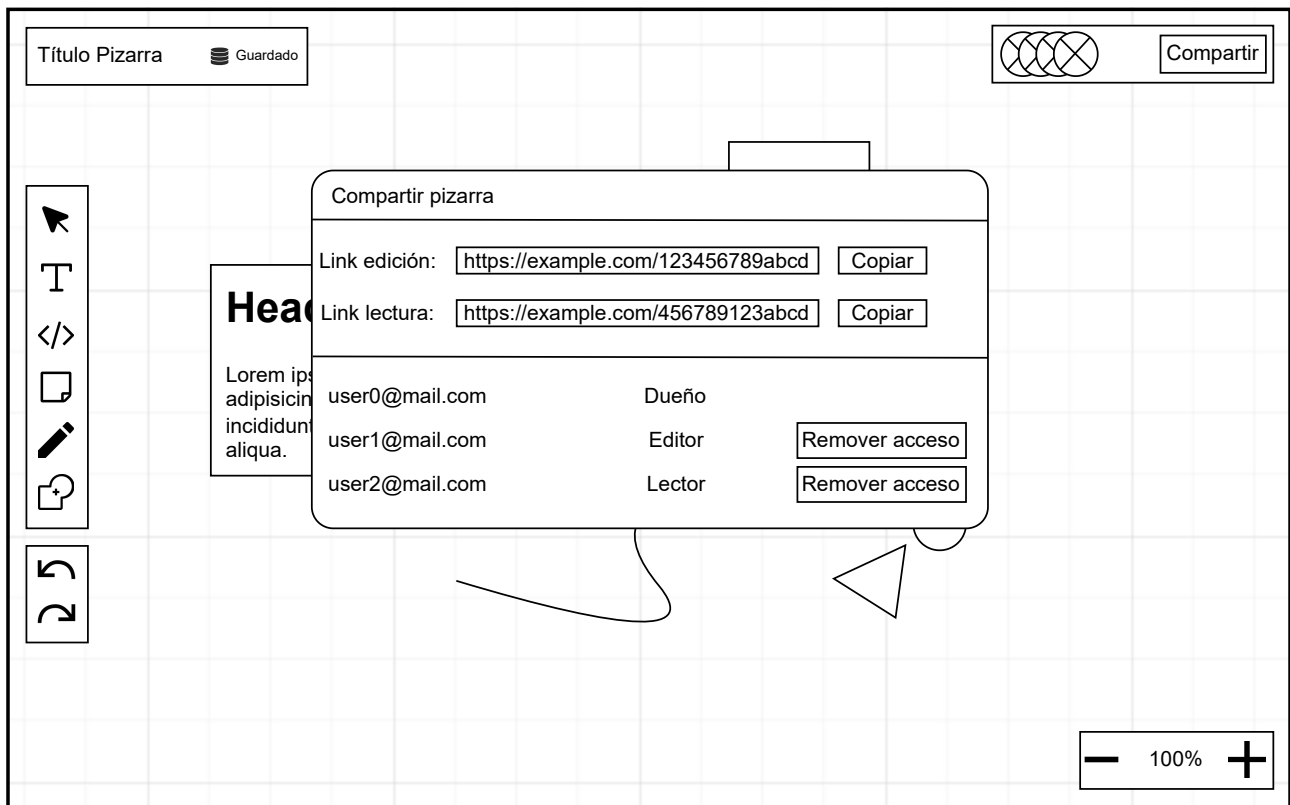 Título Pizarra
Guardado
Compartir
Compartir pizarra
Link edición:
https://example.com/123456789abcd
Copiar
Link lectura:
https://example.com/456789123abcd
Copiar
Head
Lorem ips
adipisicin
incididunt
aliqua.
user0@mail.com
Dueño
user1@mail.com
Editor
Remover acceso
user2@mail.com
Lector
Remover acceso
100%